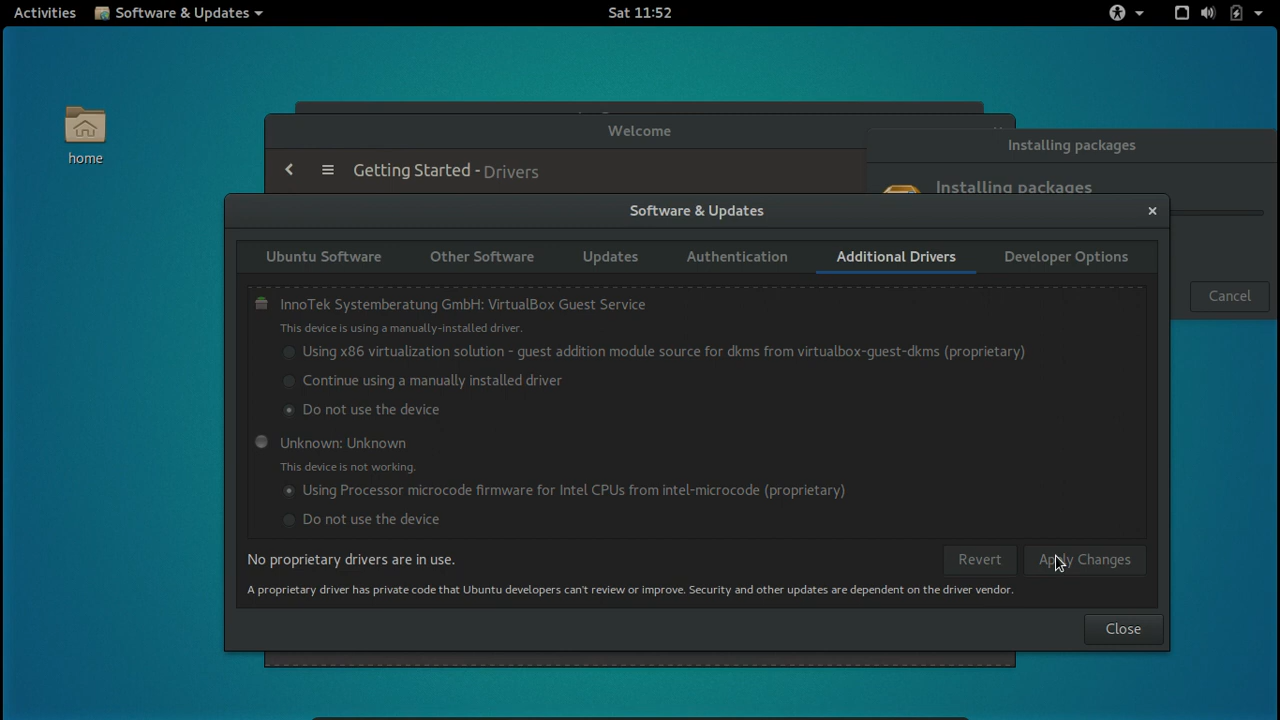 Activities Software & Updates Sat 11:52
home
Welcome
Getting Started - Drivers
Installing packages
Installing packages
Cancel
Software & Updates
Ubuntu Software Other Software Updates Authentication Additional Drivers Developer Options
InnoTek Systemberatung GmbH: VirtualBox Guest Service
This device is using a manually-installed driver.
Using x86 virtualization solution - guest addition module source for dkms from virtualbox-guest-dkms (proprietary)
Continue using a manually installed driver
Do not use the device
Unknown: Unknown
This device is not working.
Using Processor microcode firmware for Intel CPUs from intel-microcode (proprietary)
Do not use the device
No proprietary drivers are in use. Revert Apply Changes
A proprietary driver has private code that Ubuntu developers can't review or improve. Security and other updates are dependent on the driver vendor.
Close